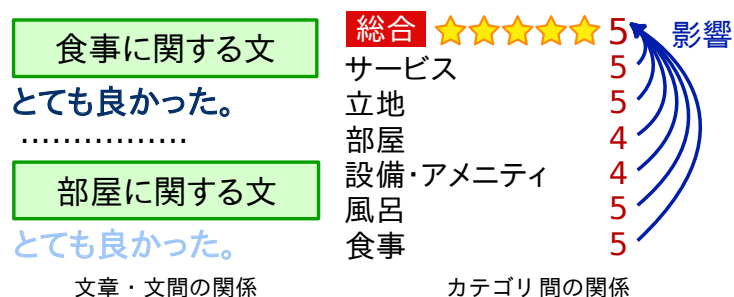 食事に関する文
とても良かった。
................
部屋に関する文
とても良かった。
文章・文間の関係
総合 ☆☆☆☆☆ 5 影響
サービス 5
立地 5
部屋 4
設備・アメニティ 4
風呂 5
食事 5
カテゴリ間の関係